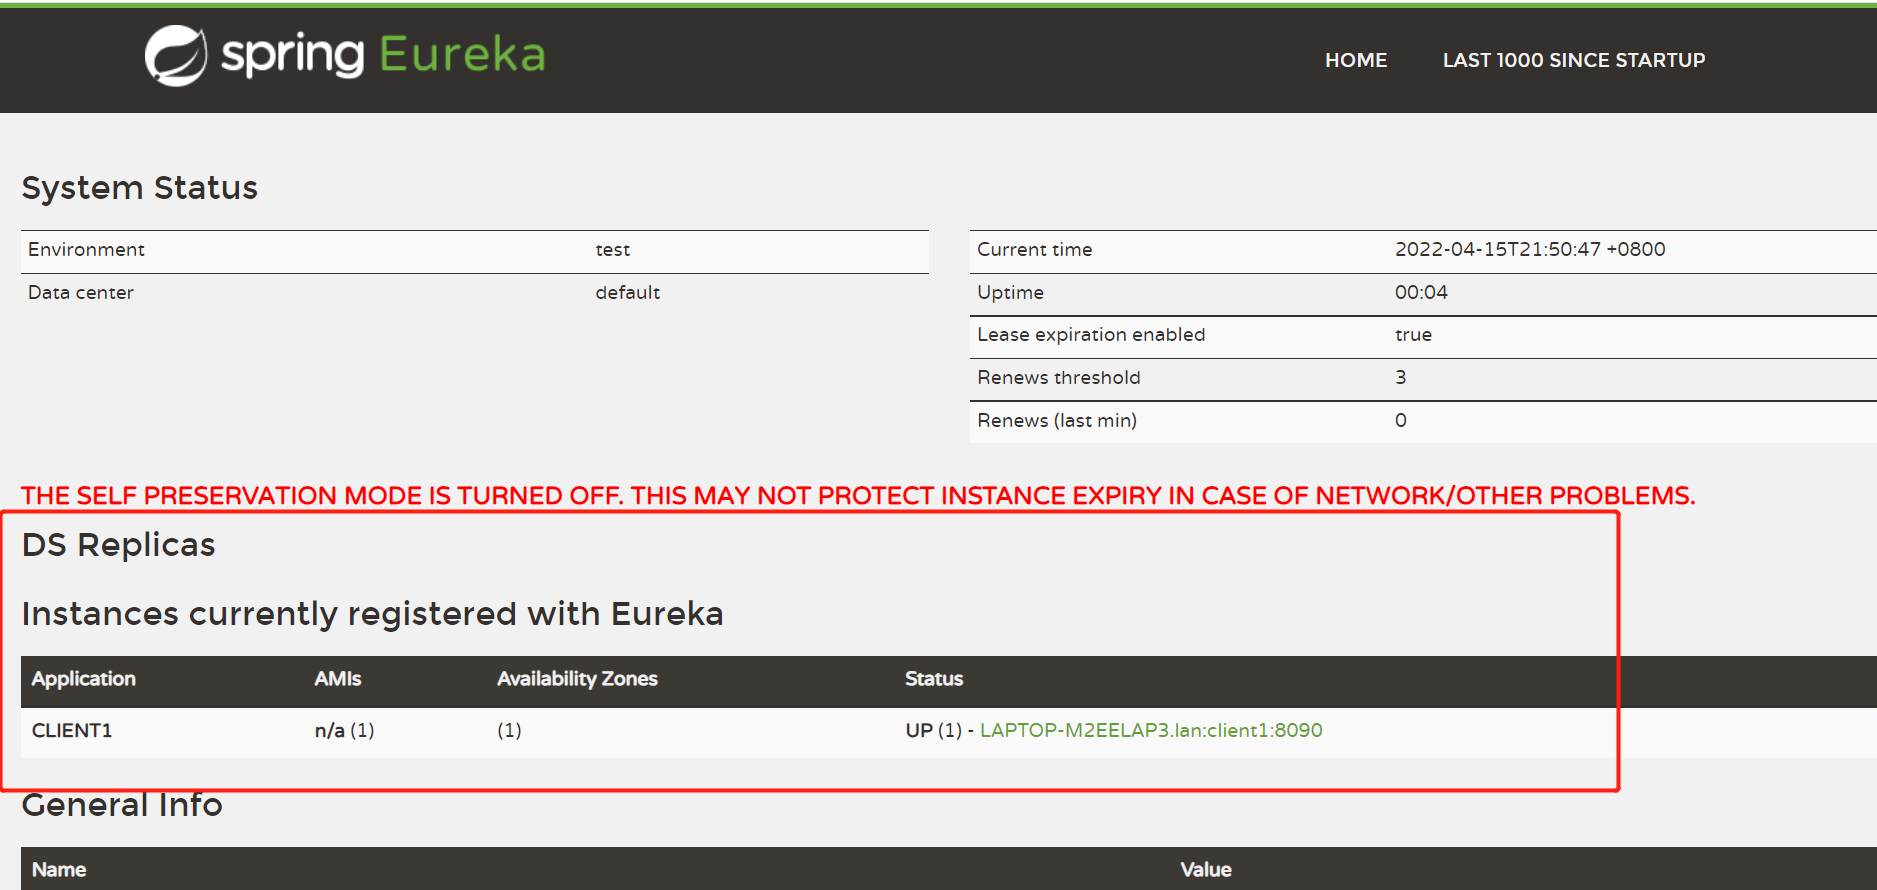 spring Eureka
HOME LAST 1000 SINCE STARTUP
System Status
Environment test
Data center default
Current time 2022-04-15T21:50:47 +0800
Uptime 00:04
Lease expiration enabled true
Renews threshold 3
Renews (last min) 0
THE SELF PRESERVATION MODE IS TURNED OFF. THIS MAY NOT PROTECT INSTANCE EXPIRY IN CASE OF NETWORK/OTHER PROBLEMS.
DS Replicas
Instances currently registered with Eureka
Application AMIs Availability Zones Status
CLIENT1 n/a (1) (1) UP (1) - LAPTOP-M2EELAP3.lan:client1:8090
General Info
Name Value